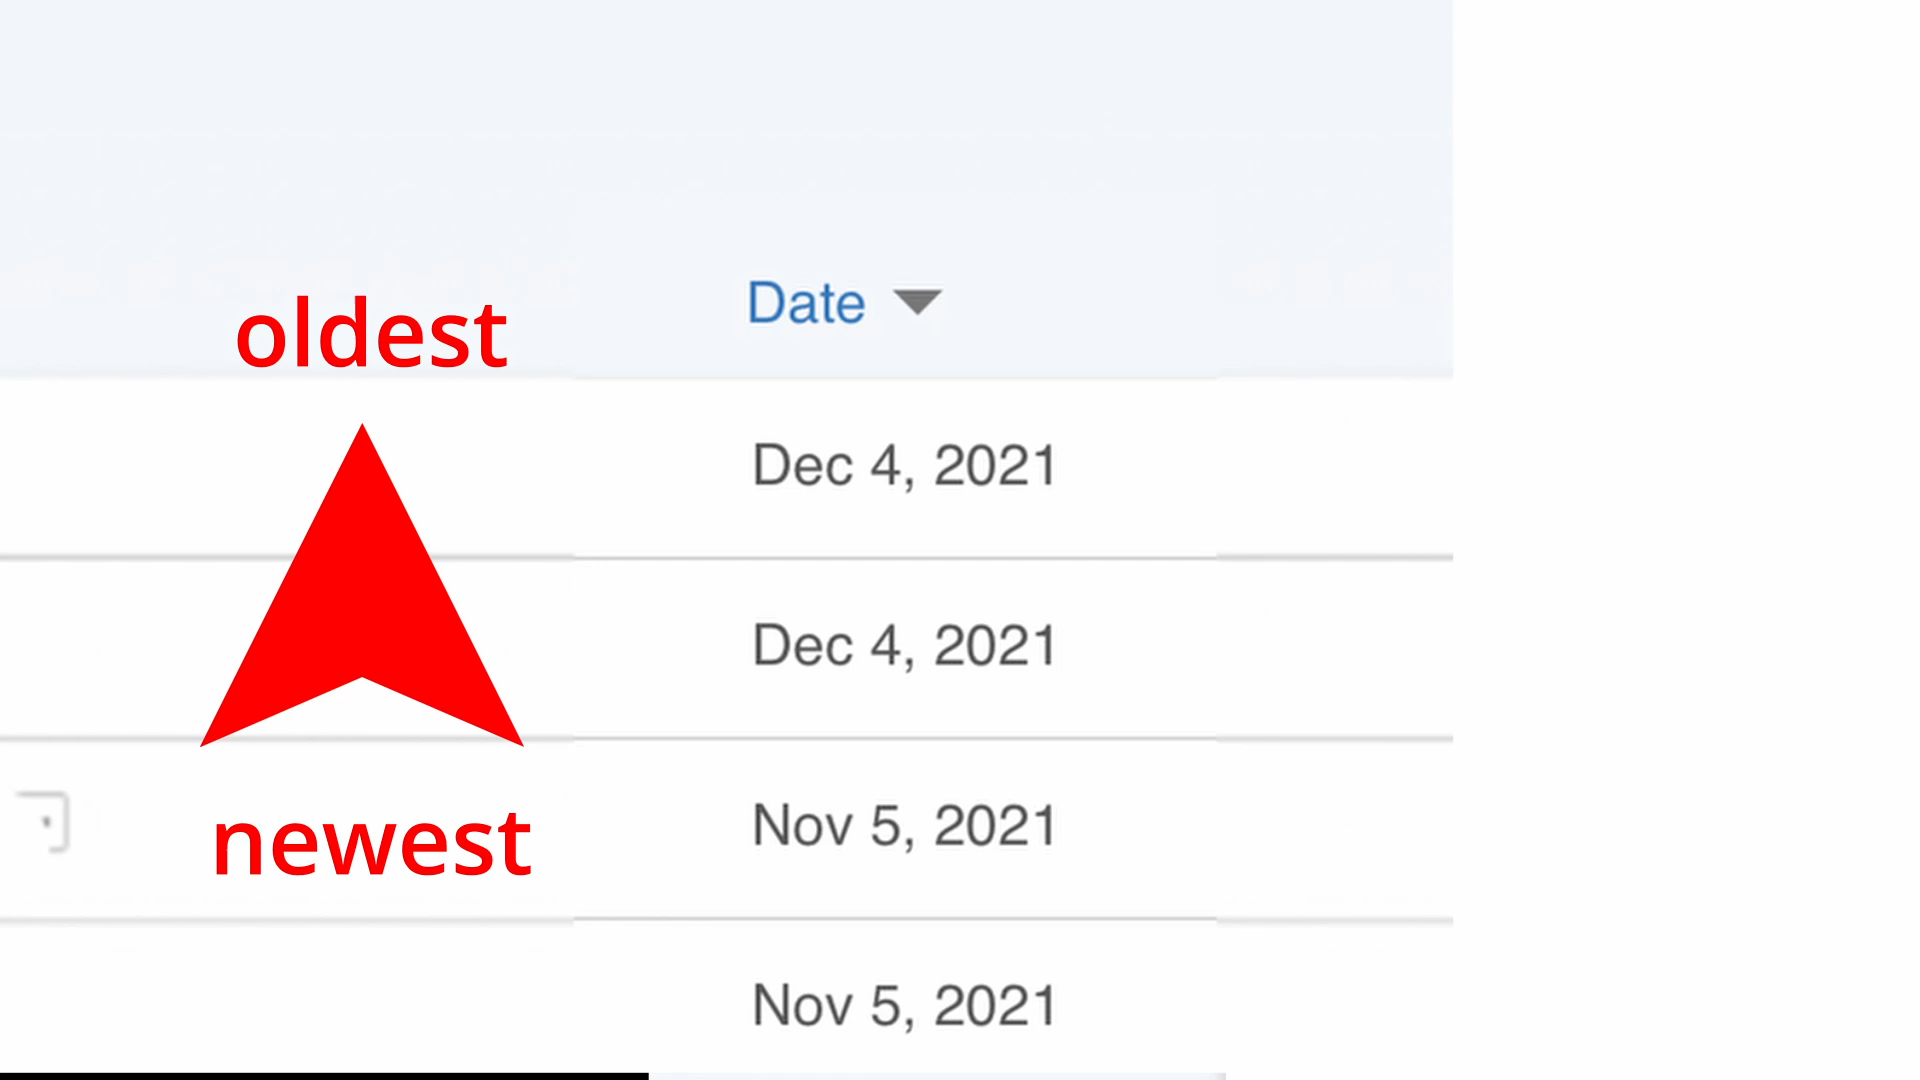 Date
oldest
Dec 4, 2021
Dec 4, 2021
Nov 5, 2021
newest
Nov 5, 2021